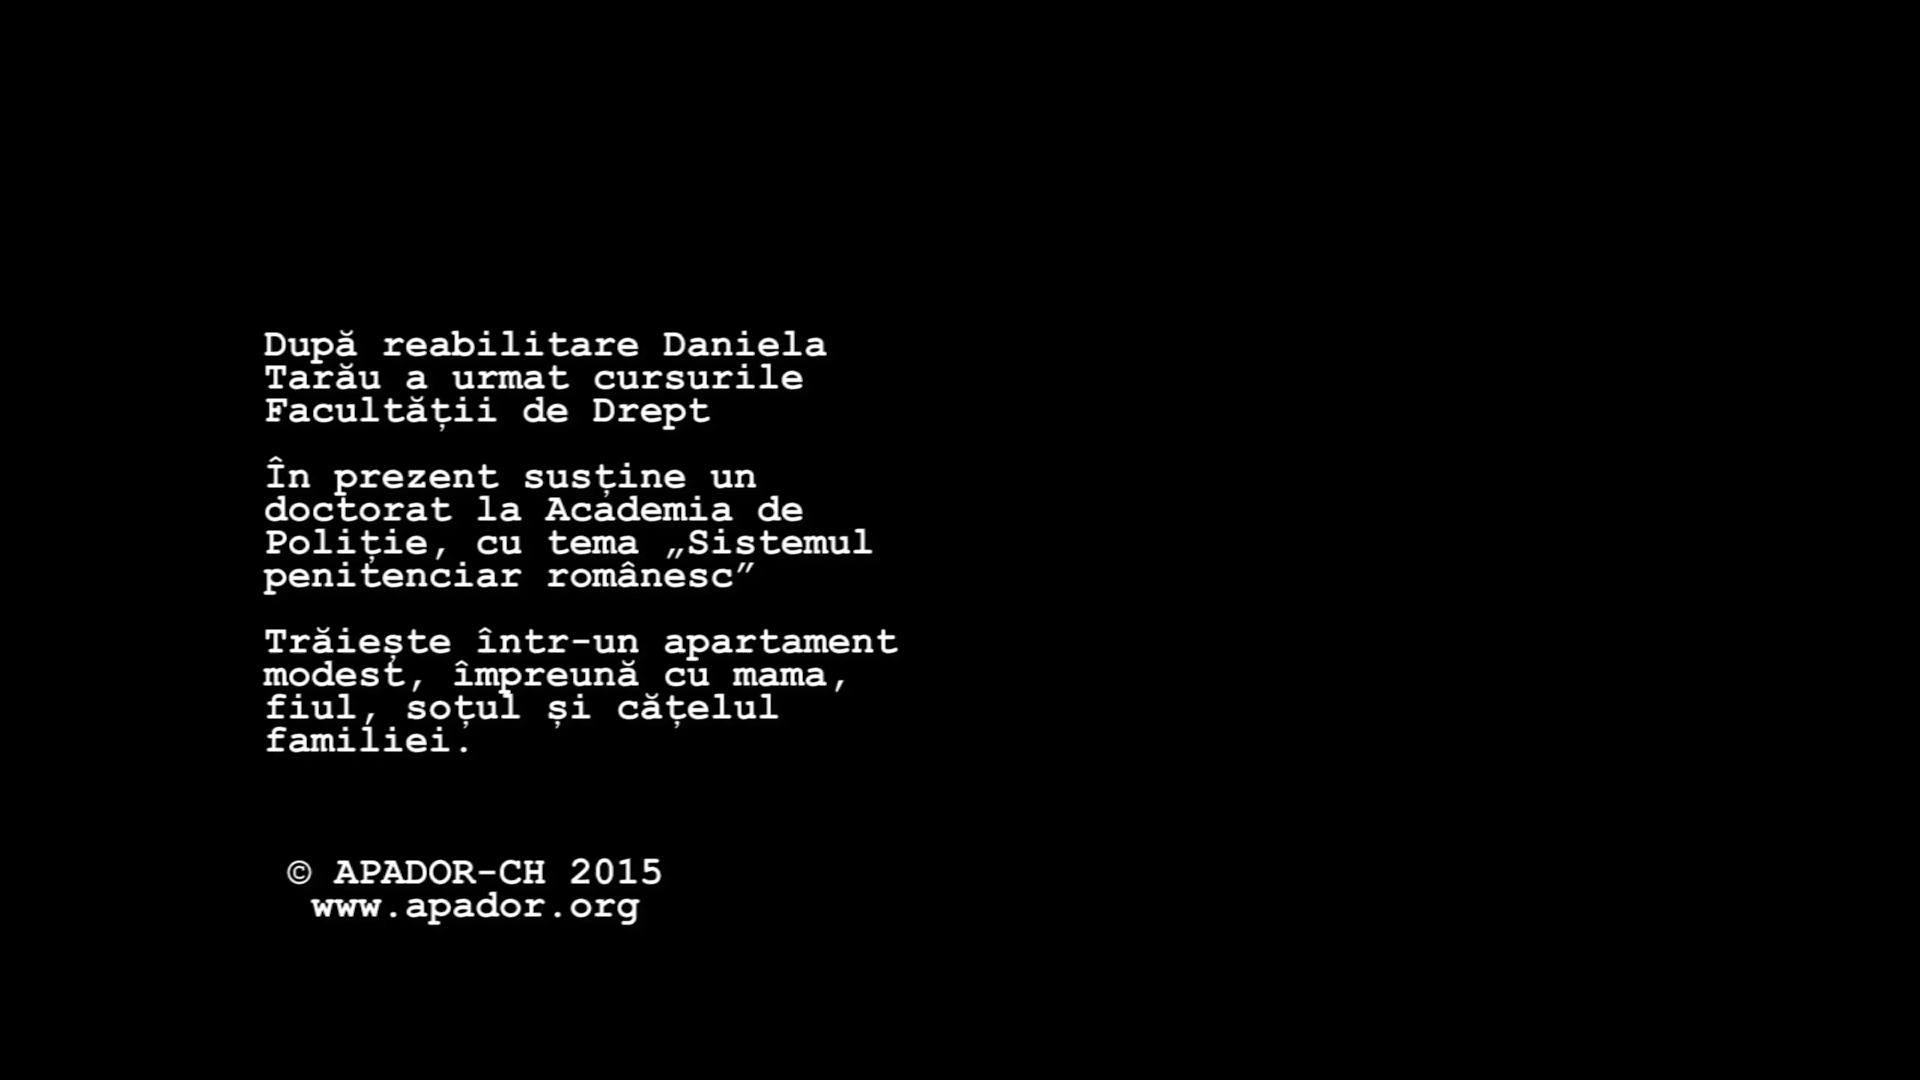 După reabilitare Daniela
Tarău a urmat cursurile
Facultății de Drept
În prezent susține un
doctorat la Academia de
Poliție, cu tema „Sistemul
penitenciar românesc”
Trăiește într-un apartament
modest, împreună cu mama,
fiul, soțul și cățelul
familiei.
© APADOR-CH 2015
www.apador.org